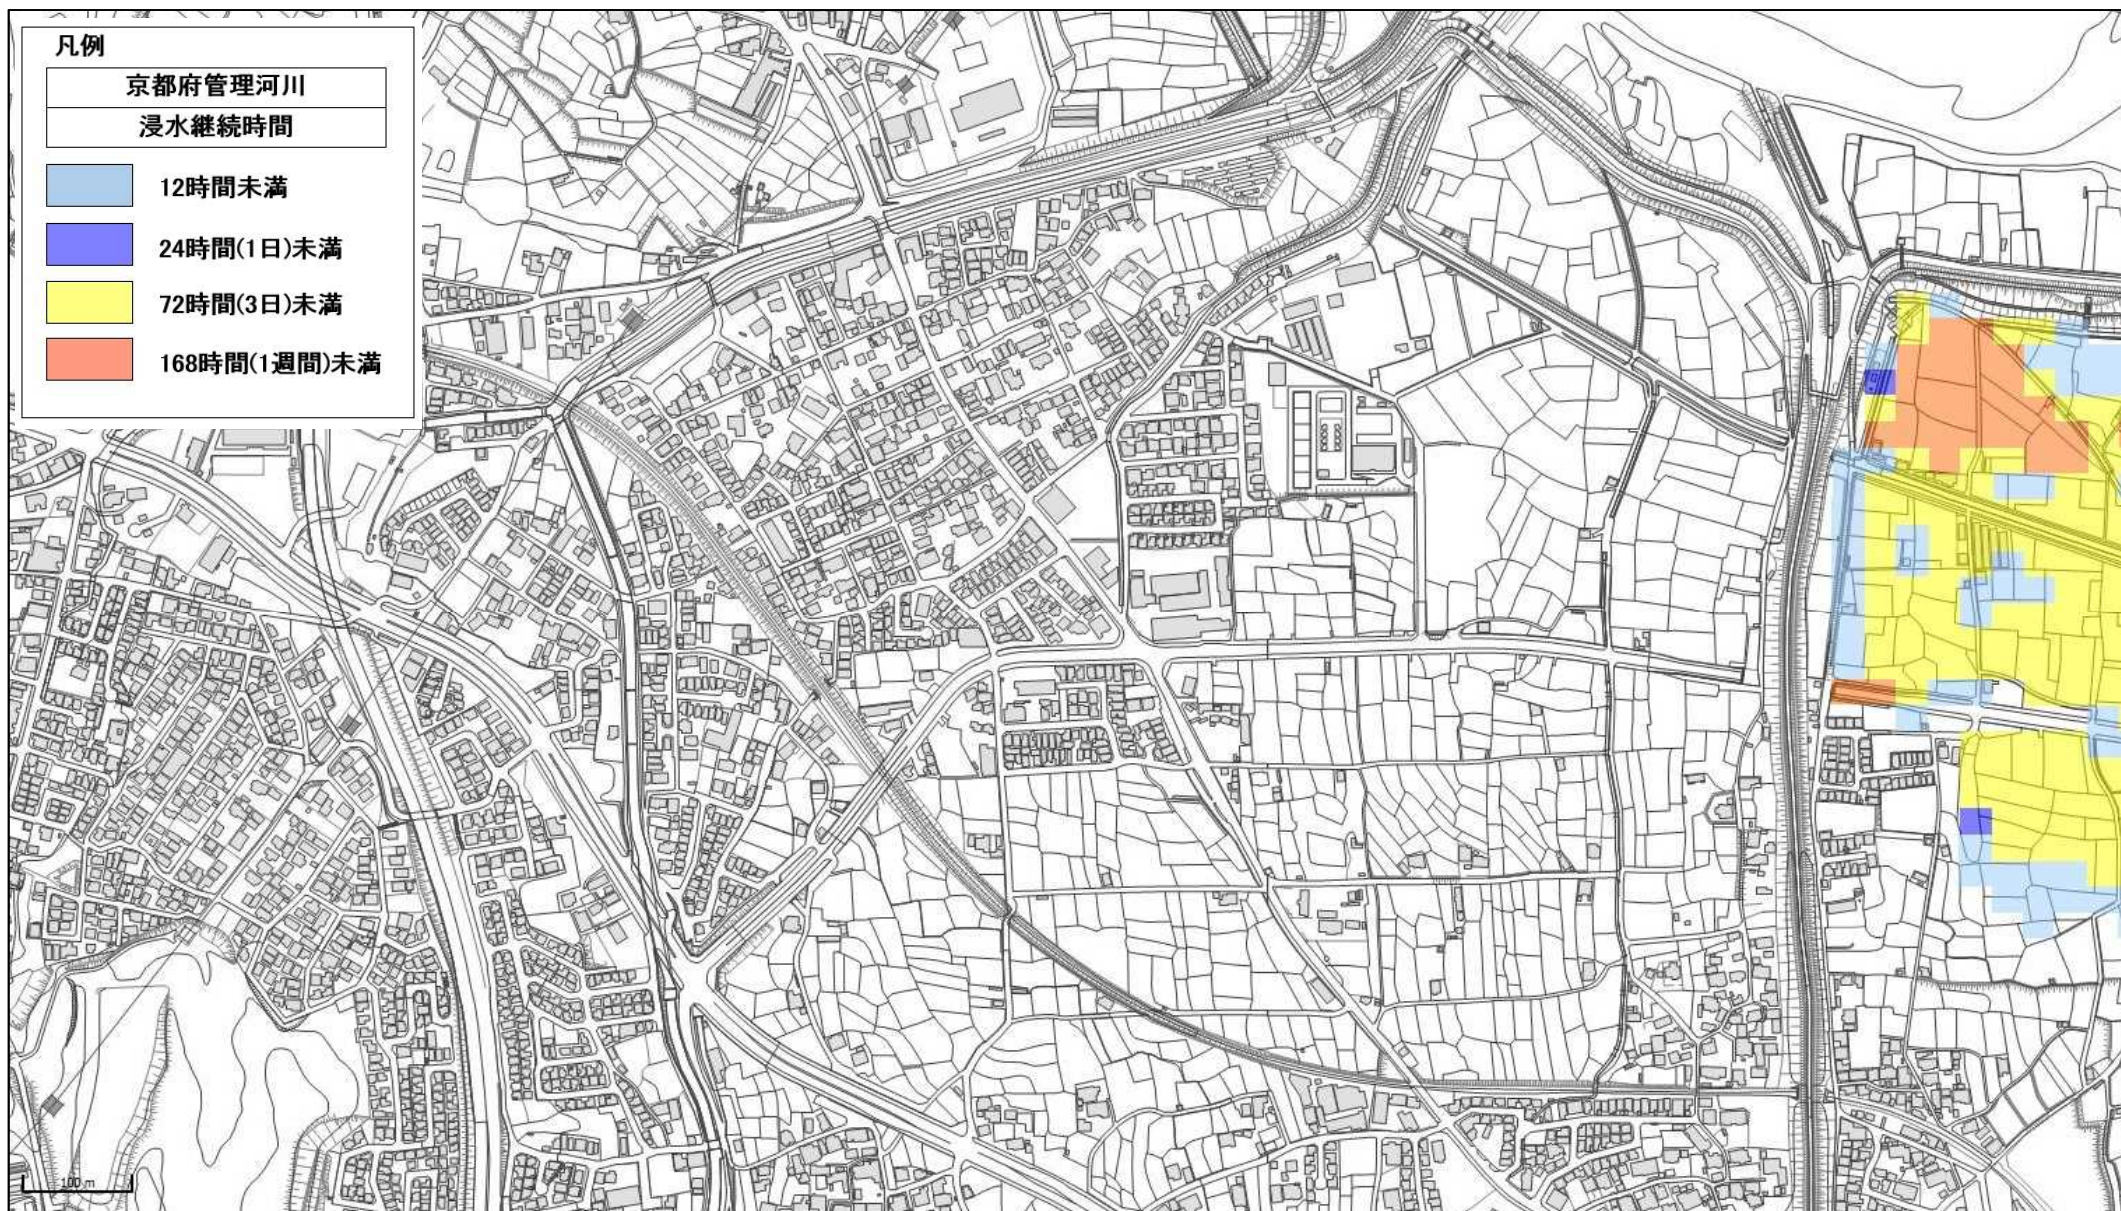 凡例
京都府管理河川
浸水継続時間
12時間未満
24時間(1日)未満
72時間(3日)未満
168時間(1週間)未満
100 m